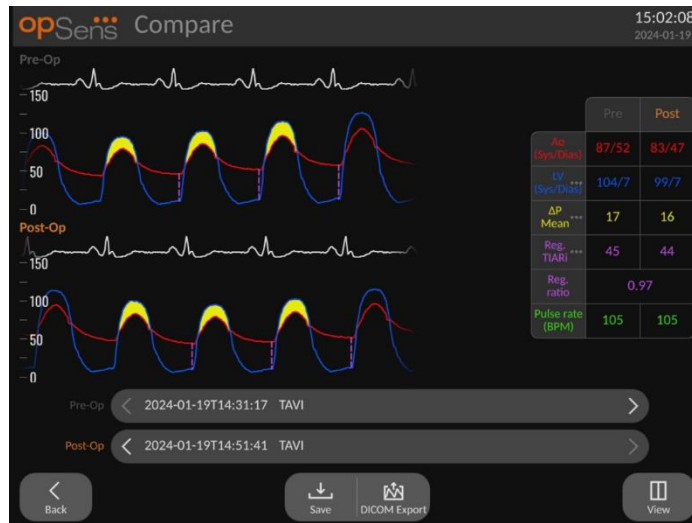 opSens Compare
15:02:08
2024-01-19
Pre-Op
150
100
50
0
Post-Op
150
100
50
0
Pre Post
Ao (Sys/Dias) 87/52 83/47
LV (Sys/Dias) 104/7 99/7
ΔP Mean 17 16
Reg. TIARi 45 44
Reg. ratio 0.97
Pulse rate (BPM) 105 105
Pre-Op 2024-01-19T14:31:17 TAVI
Post-Op 2024-01-19T14:51:41 TAVI
Back
Save
DICOM Export
View